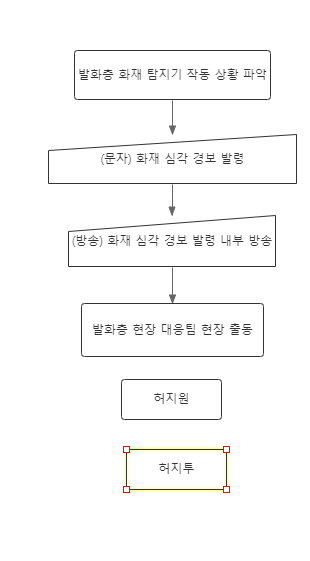 발화층 화재 탐지기 작동 상황 파악
(문자) 화재 심각 경보 발령
(방송) 화재 심각 경보 발령 내부 방송
발화층 현장 대응팀 현장 출동
허지원
허지투